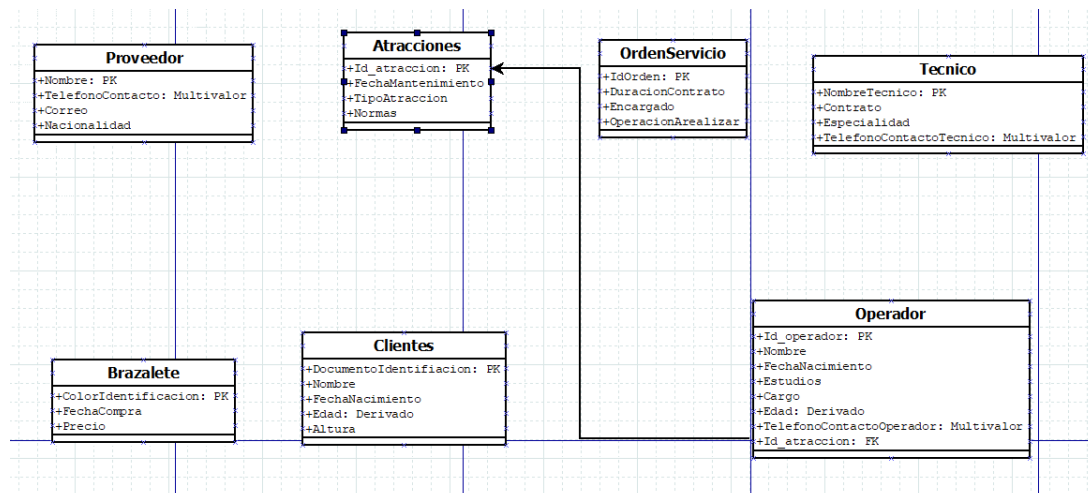 Proveedor
+Nombre: PK
+TelefonoContacto: Multivalor
+Correo
+Nacionalidad
Atracciones
+Id_atraccion: PK
+FechaMantenimiento
+TipoAtraccion
+Normas
OrdenServicio
+IdOrden: PK
+DuracionContrato
+Encargado
+OperacionArealizar
Tecnico
+NombreTecnico: PK
+Contrato
+Especialidad
+TelefonoContactoTecnico: Multivalor
Brazalete
+ColorIdentificacion: PK
+FechaCompra
+Precio
Clientes
+DocumentoIdentifiacion: PK
+Nombre
+FechaNacimiento
+Edad: Derivado
+Altura
Operador
+Id_operador: PK
+Nombre
+FechaNacimiento
+Estudios
+Cargo
+Edad: Derivado
+TelefonoContactoOperador: Multivalor
+Id_atraccion: FK